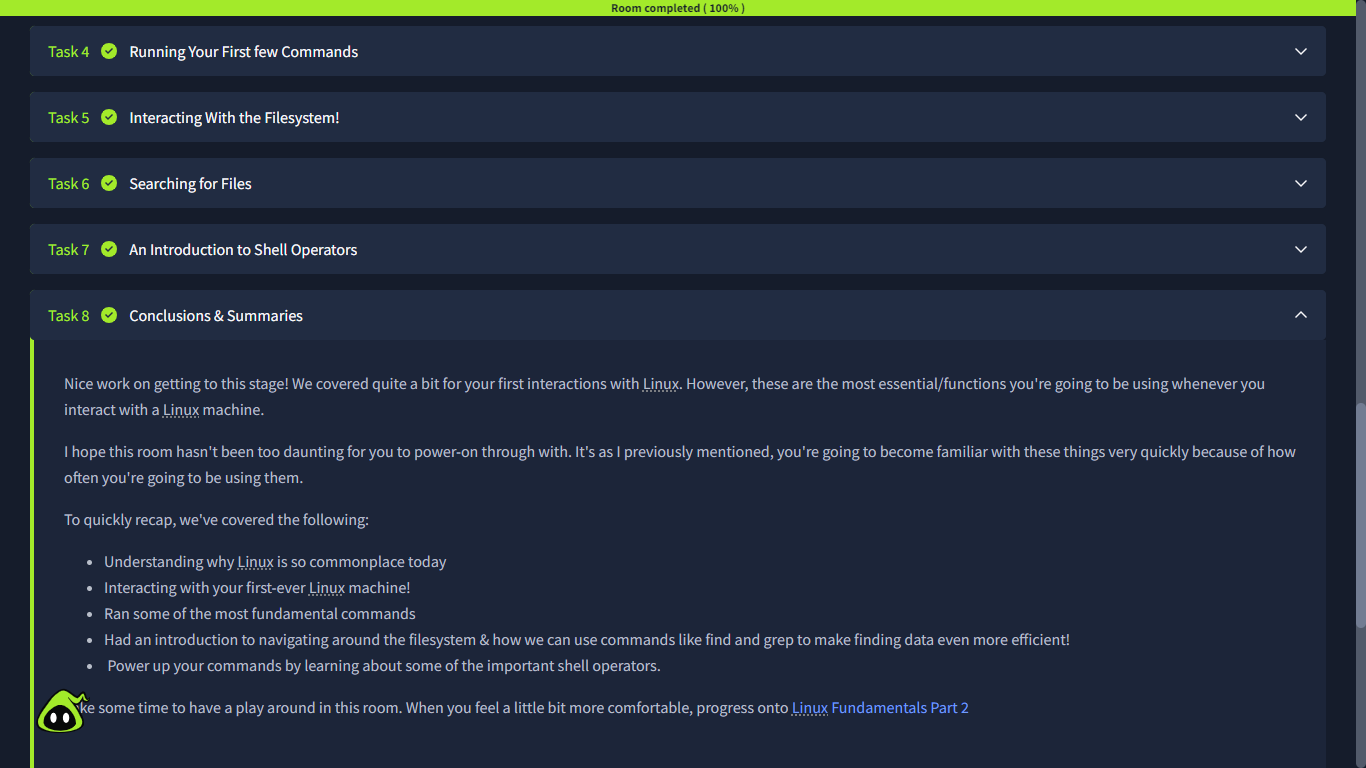 Room completed ( 100% )
Task 4 Running Your First few Commands
Task 5 Interacting With the Filesystem!
Task 6 Searching for Files
Task 7 An Introduction to Shell Operators
Task 8 Conclusions & Summaries
Nice work on getting to this stage! We covered quite a bit for your first interactions with Linux. However, these are the most essential/functions you're going to be using whenever you
interact with a Linux machine.
I hope this room hasn't been too daunting for you to power-on through with. It's as I previously mentioned, you're going to become familiar with these things very quickly because of how
often you're going to be using them.
To quickly recap, we've covered the following:
• Understanding why Linux is so commonplace today
• Interacting with your first-ever Linux machine!
• Ran some of the most fundamental commands
• Had an introduction to navigating around the filesystem & how we can use commands like find and grep to make finding data even more efficient!
• Power up your commands by learning about some of the important shell operators.
ke some time to have a play around in this room. When you feel a little bit more comfortable, progress onto Linux Fundamentals Part 2